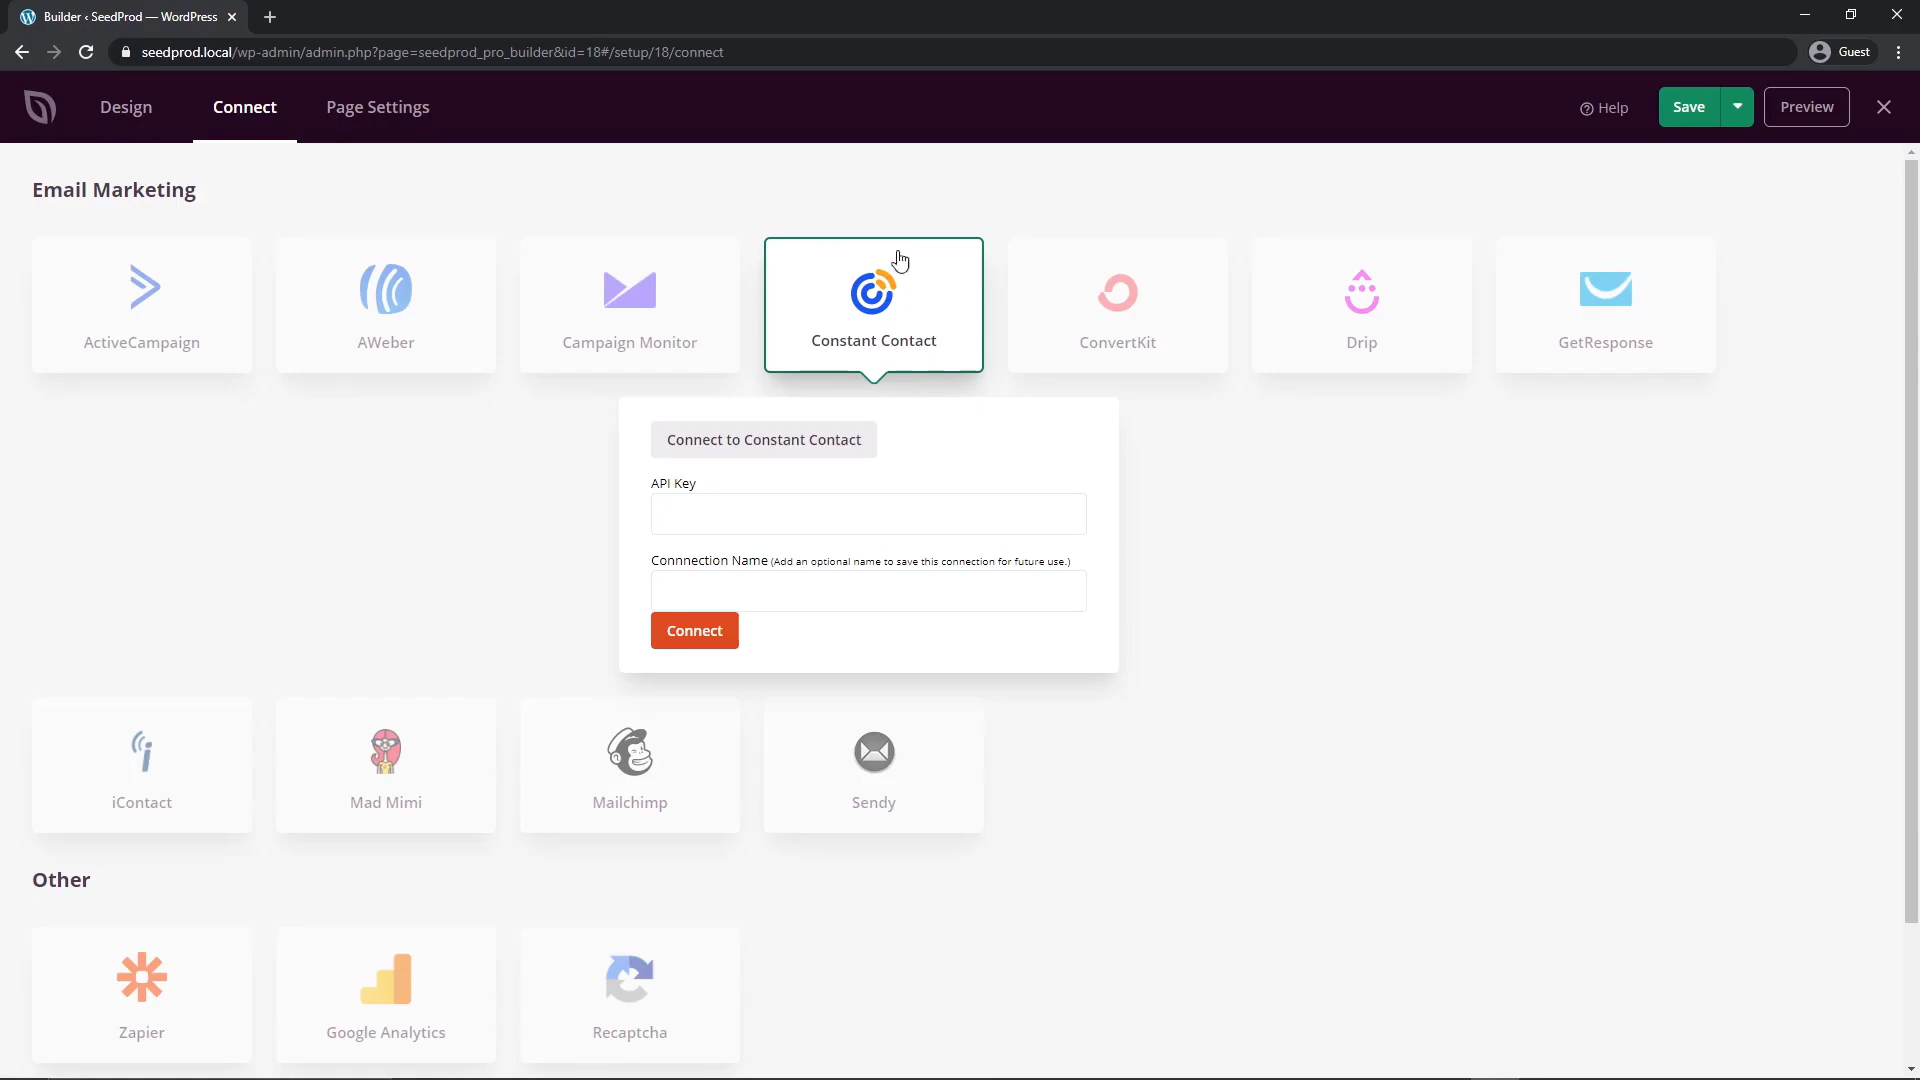 Builder ‹ SeedProd — WordPress
seedprod.local/wp-admin/admin.php?page=seedprod_pro_builder&id=18#/setup/18/connect
Guest
Design
Connect
Page Settings
Help
Save
Preview
Email Marketing
ActiveCampaign
AWeber
Campaign Monitor
Constant Contact
ConvertKit
Drip
GetResponse
Connect to Constant Contact
API Key
Connnection Name (Add an optional name to save this connection for future use.)
Connect
iContact
Mad Mimi
Mailchimp
Sendy
Other
Zapier
Google Analytics
Recaptcha